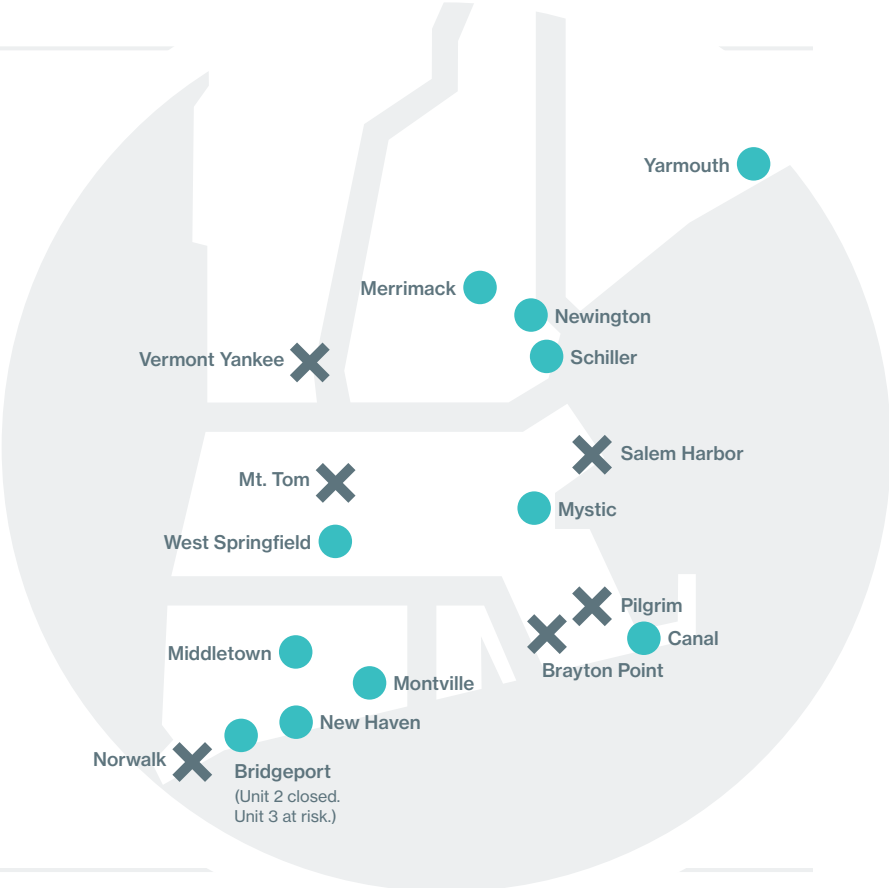 Yarmouth
Merrimack
Newington
Vermont Yankee
Schiller
Salem Harbor
Mt. Tom
Mystic
West Springfield
Pilgrim
Canal
Brayton Point
Middletown
Montville
New Haven
Norwalk
Bridgeport
(Unit 2 closed.
Unit 3 at risk.)